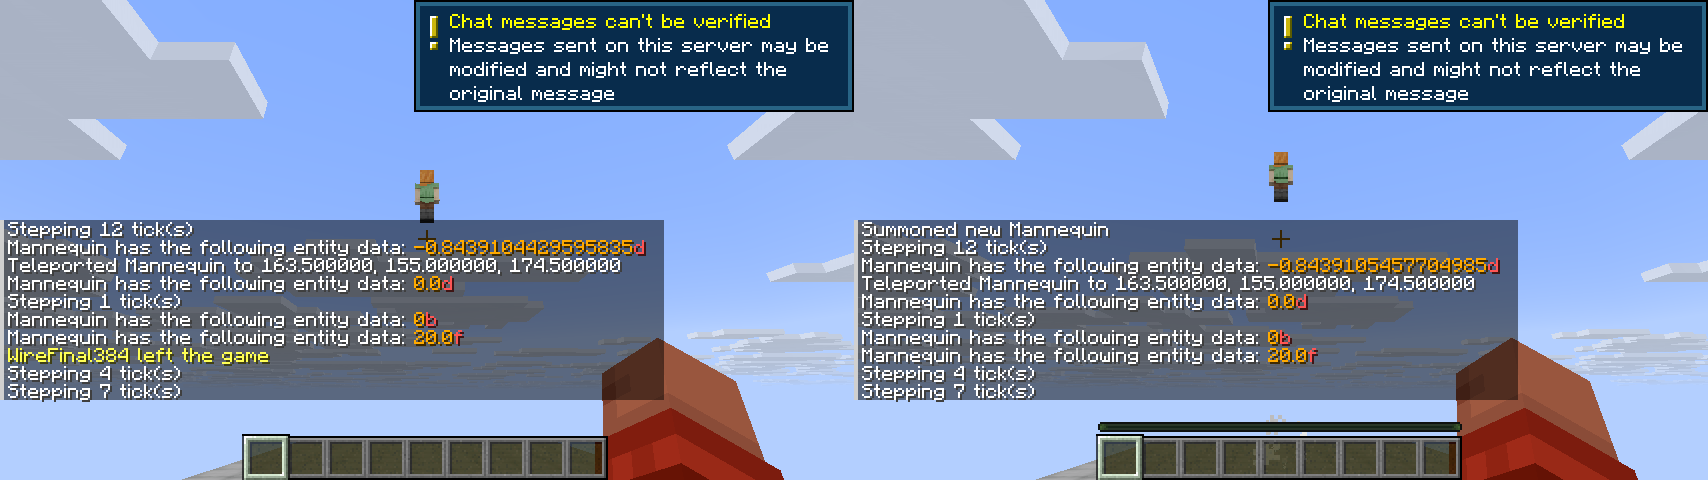 Chat messages can't be verified
Messages sent on this server may be
modified and might not reflect the
original message
Stepping 12 tick(s)
Mannequin has the following entity data: -0.8439104429595835d
Teleported Mannequin to 163.500000, 155.000000, 174.500000
Mannequin has the following entity data: 0.0d
Stepping 1 tick(s)
Mannequin has the following entity data: 0b
Mannequin has the following entity data: 20.0f
WireFinal384 left the game
Stepping 4 tick(s)
Stepping 7 tick(s)
Chat messages can't be verified
Messages sent on this server may be
modified and might not reflect the
original message
Summoned new Mannequin
Stepping 12 tick(s)
Mannequin has the following entity data: -0.8439105457704985d
Teleported Mannequin to 163.500000, 155.000000, 174.500000
Mannequin has the following entity data: 0.0d
Stepping 1 tick(s)
Mannequin has the following entity data: 0b
Mannequin has the following entity data: 20.0f
Stepping 4 tick(s)
Stepping 7 tick(s)